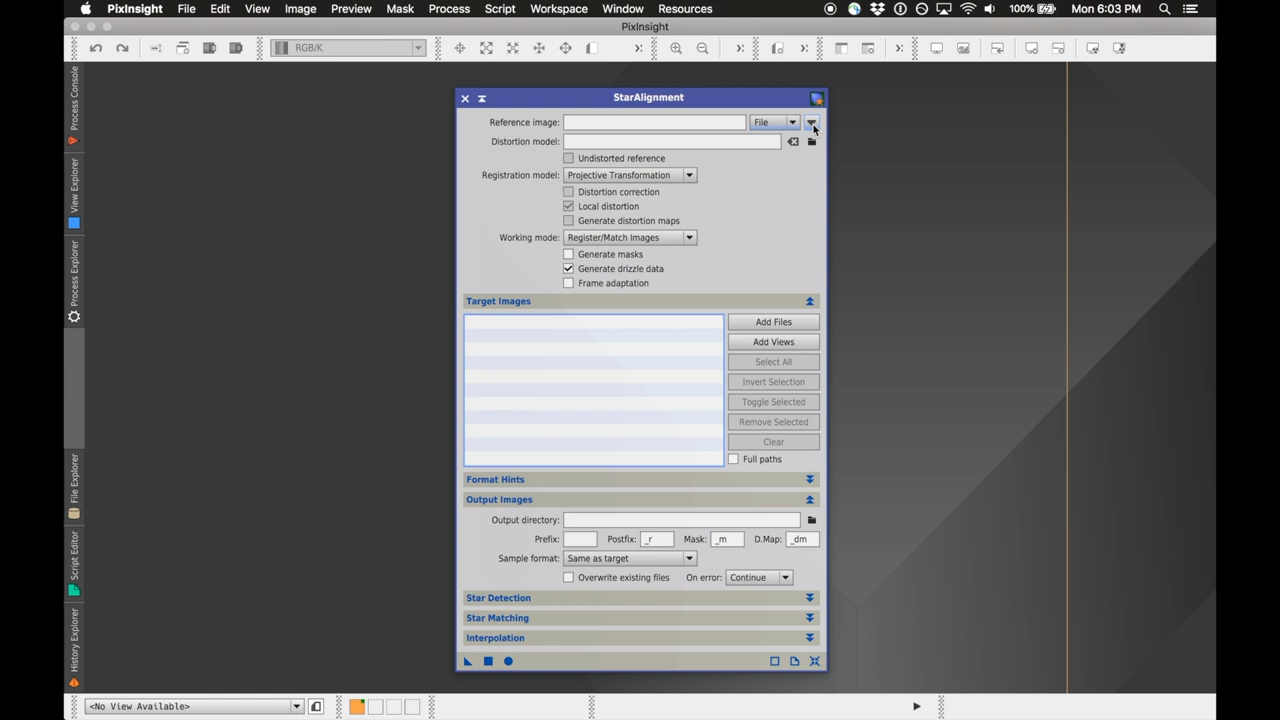 PixInsight File Edit View Image Preview Mask Process Script Workspace Window Resources 100% Mon 6:03 PM
PixInsight
RGB/K
Process Console
View Explorer
Process Explorer
File Explorer
Script Editor
History Explorer
StarAlignment
Reference image: File
Distortion model:
Undistorted reference
Registration model: Projective Transformation
Distortion correction
Local distortion
Generate distortion maps
Working mode: Register/Match Images
Generate masks
Generate drizzle data
Frame adaptation
Target Images
Add Files
Add Views
Select All
Invert Selection
Toggle Selected
Remove Selected
Clear
Full paths
Format Hints
Output Images
Output directory:
Prefix: Postfix: _r Mask: _m D.Map: _dm
Sample format: Same as target
Overwrite existing files On error: Continue
Star Detection
Star Matching
Interpolation
<No View Available>